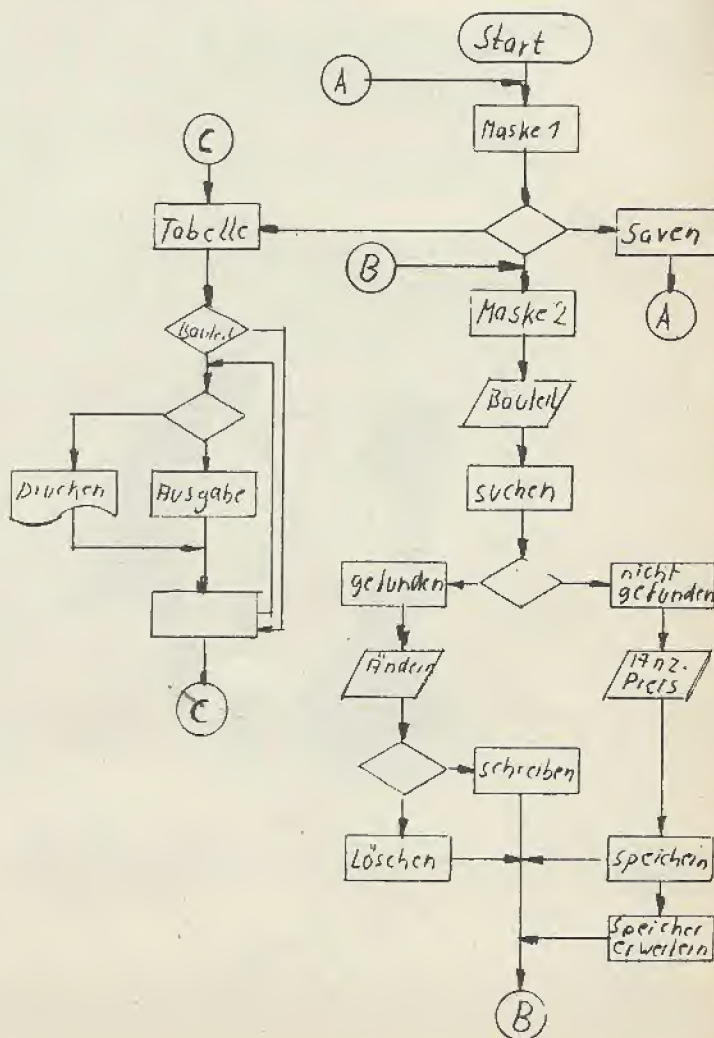 Start
A
Maske 1
C
Tabelle
Saven
B
A
Maske 2
Bauteil
Bauteil
suchen
Drucken
Ausgabe
gefunden
nicht
gefunden
Ändern
Anz.
Preis
C
schreiben
Löschen
speichern
Speicher
erweitern
B